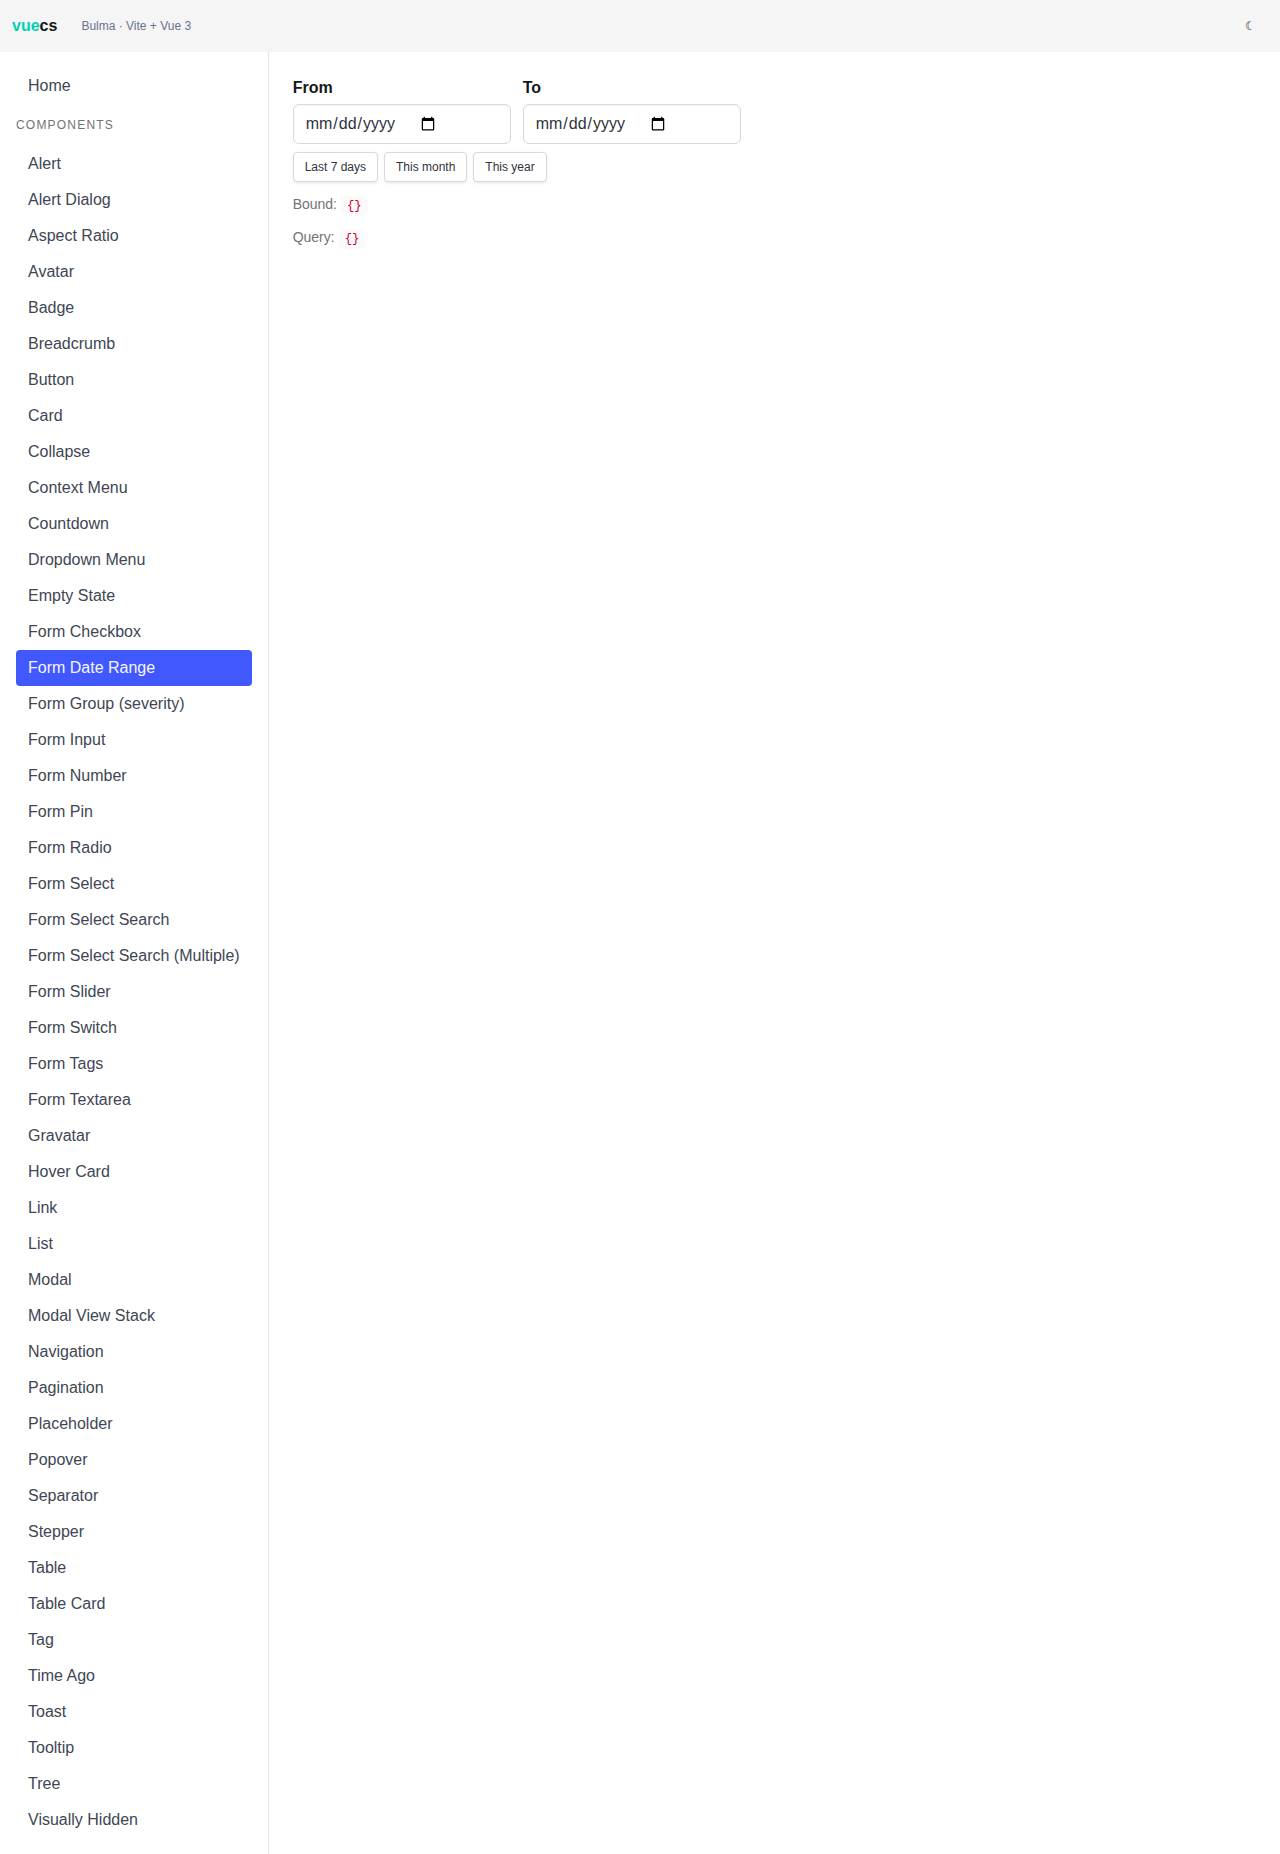 vuecs Bulma · Vite + Vue 3 ☾
Home
COMPONENTS
Alert
Alert Dialog
Aspect Ratio
Avatar
Badge
Breadcrumb
Button
Card
Collapse
Context Menu
Countdown
Dropdown Menu
Empty State
Form Checkbox
Form Date Range
Form Group (severity)
Form Input
Form Number
Form Pin
Form Radio
Form Select
Form Select Search
Form Select Search (Multiple)
Form Slider
Form Switch
Form Tags
Form Textarea
Gravatar
Hover Card
Link
List
Modal
Modal View Stack
Navigation
Pagination
Placeholder
Popover
Separator
Stepper
Table
Table Card
Tag
Time Ago
Toast
Tooltip
Tree
Visually Hidden
From To
mm/dd/yyyy mm/dd/yyyy
Last 7 days This month This year
Bound: {}
Query: {}